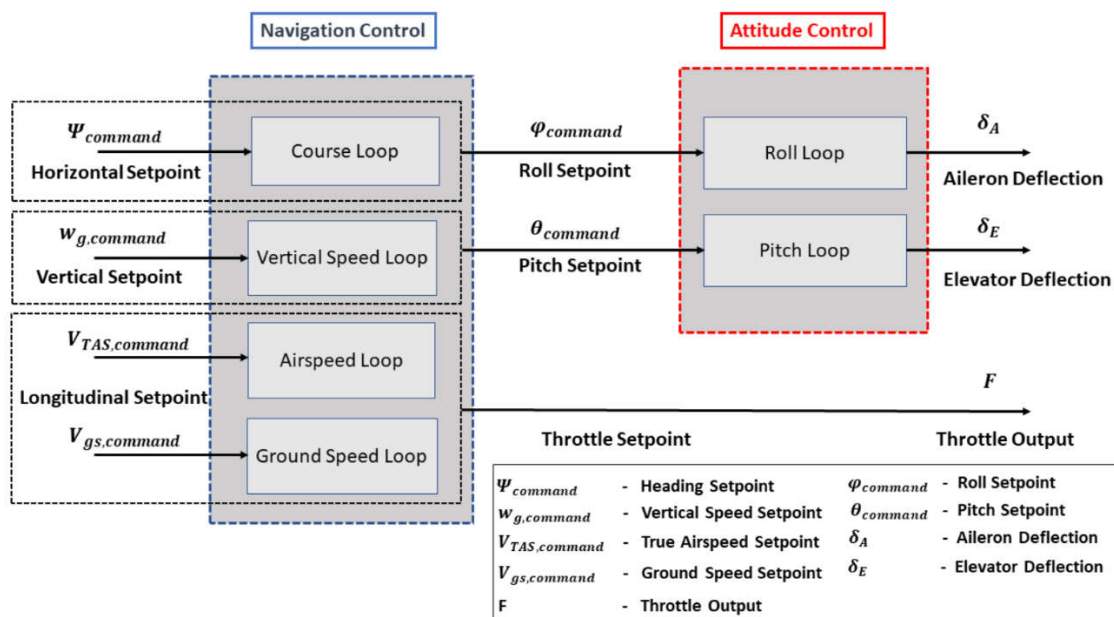 Navigation Control
Attitude Control
Ψcommand
Horizontal Setpoint
Course Loop
φcommand
Roll Setpoint
Roll Loop
δA
Aileron Deflection
wg,command
Vertical Setpoint
Vertical Speed Loop
θcommand
Pitch Setpoint
Pitch Loop
δE
Elevator Deflection
VTAS,command
Longitudinal Setpoint
Airspeed Loop
Vgs,command
Ground Speed Loop
Throttle Setpoint
F
Throttle Output
Ψcommand - Heading Setpoint
wg,command - Vertical Speed Setpoint
VTAS,command - True Airspeed Setpoint
Vgs,command - Ground Speed Setpoint
F - Throttle Output
φcommand - Roll Setpoint
θcommand - Pitch Setpoint
δA - Aileron Deflection
δE - Elevator Deflection